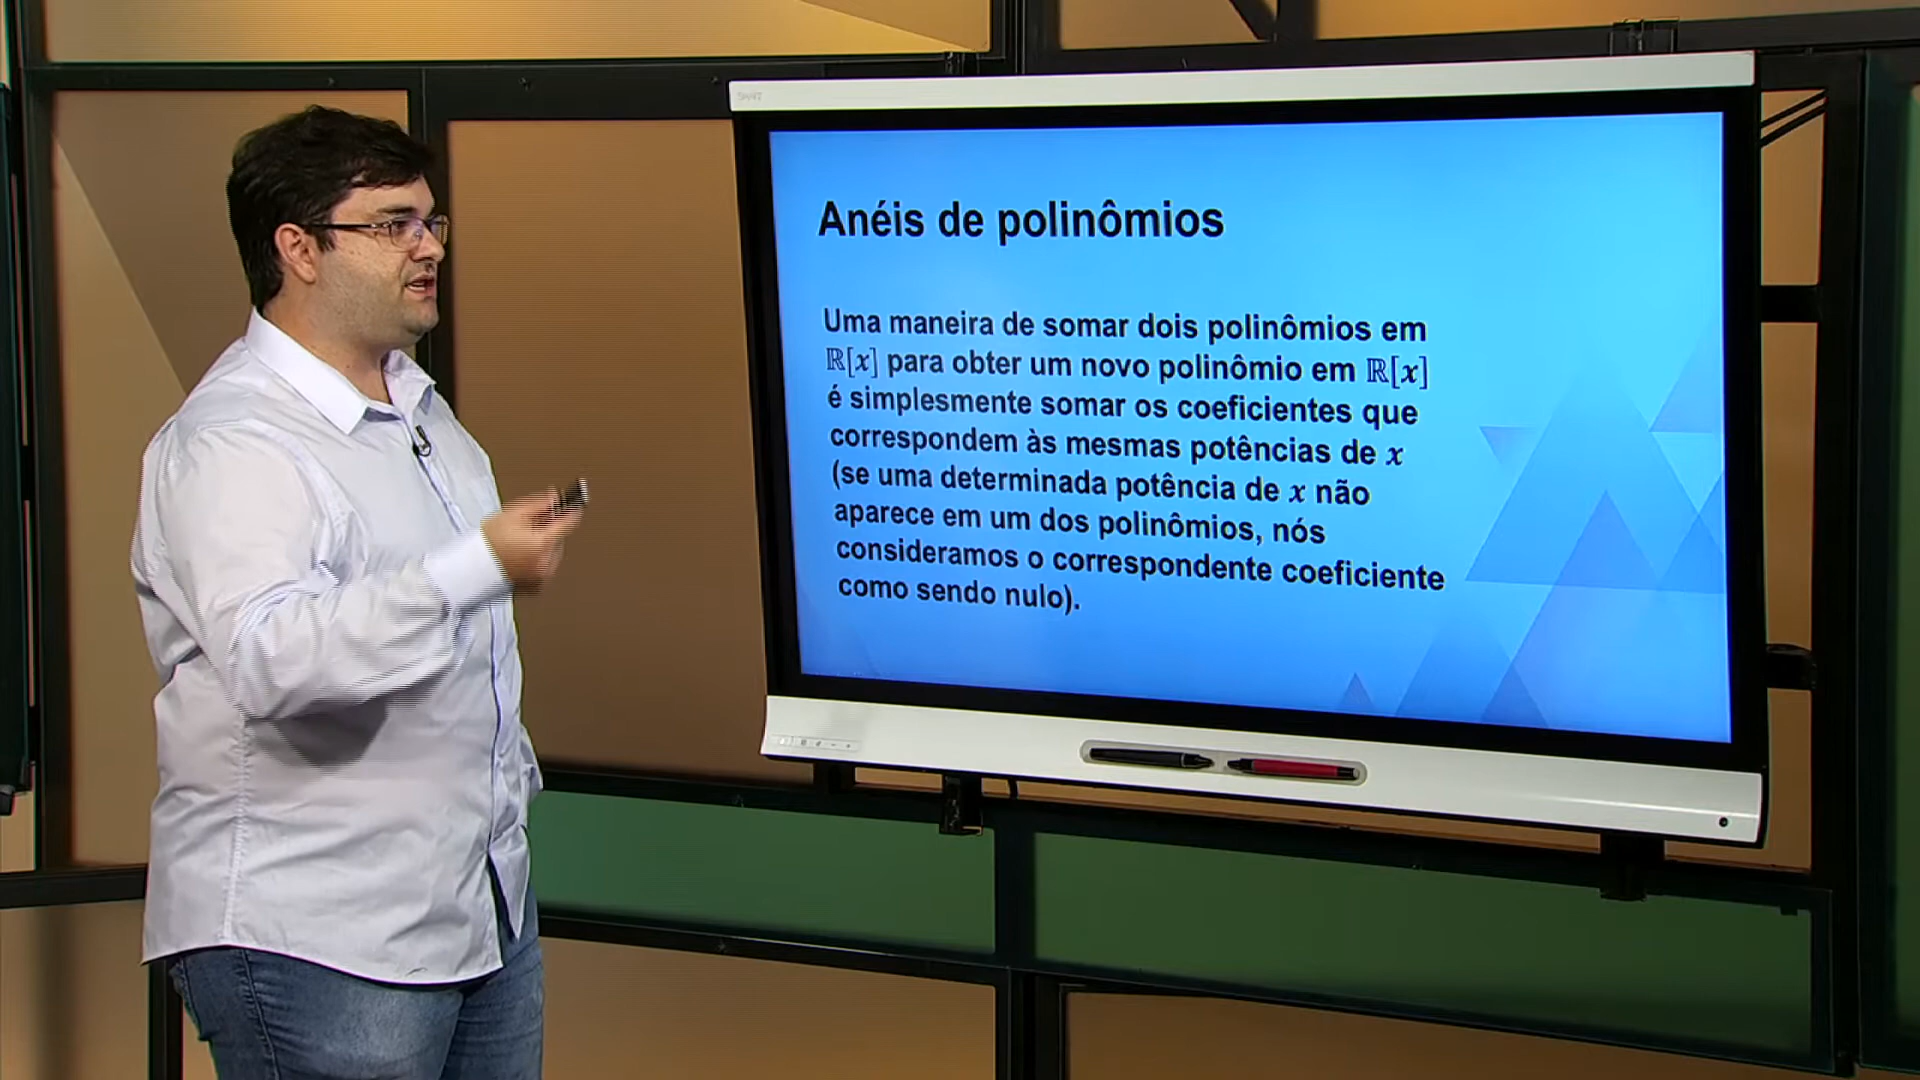 SMART
Anéis de polinômios
Uma maneira de somar dois polinômios em
ℝ[x] para obter um novo polinômio em ℝ[x]
é simplesmente somar os coeficientes que
correspondem às mesmas potências de x
(se uma determinada potência de x não
aparece em um dos polinômios, nós
consideramos o correspondente coeficiente
como sendo nulo).